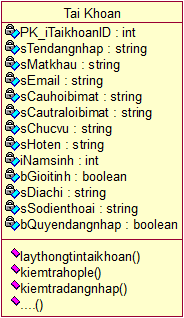 Tai Khoan
PK_iTaikhoanID : int
sTendangnhap : string
sMatkhau : string
sEmail : string
sCauhoibimat : string
sCautraloibimat : string
sChucvu : string
sHoten : string
iNamsinh : int
bGioitinh : boolean
sDiachi : string
sSodienthoai : string
bQuyendangnhap : boolean
laythongtintaikhoan()
kiemtrahople()
kiemtradangnhap()
....()